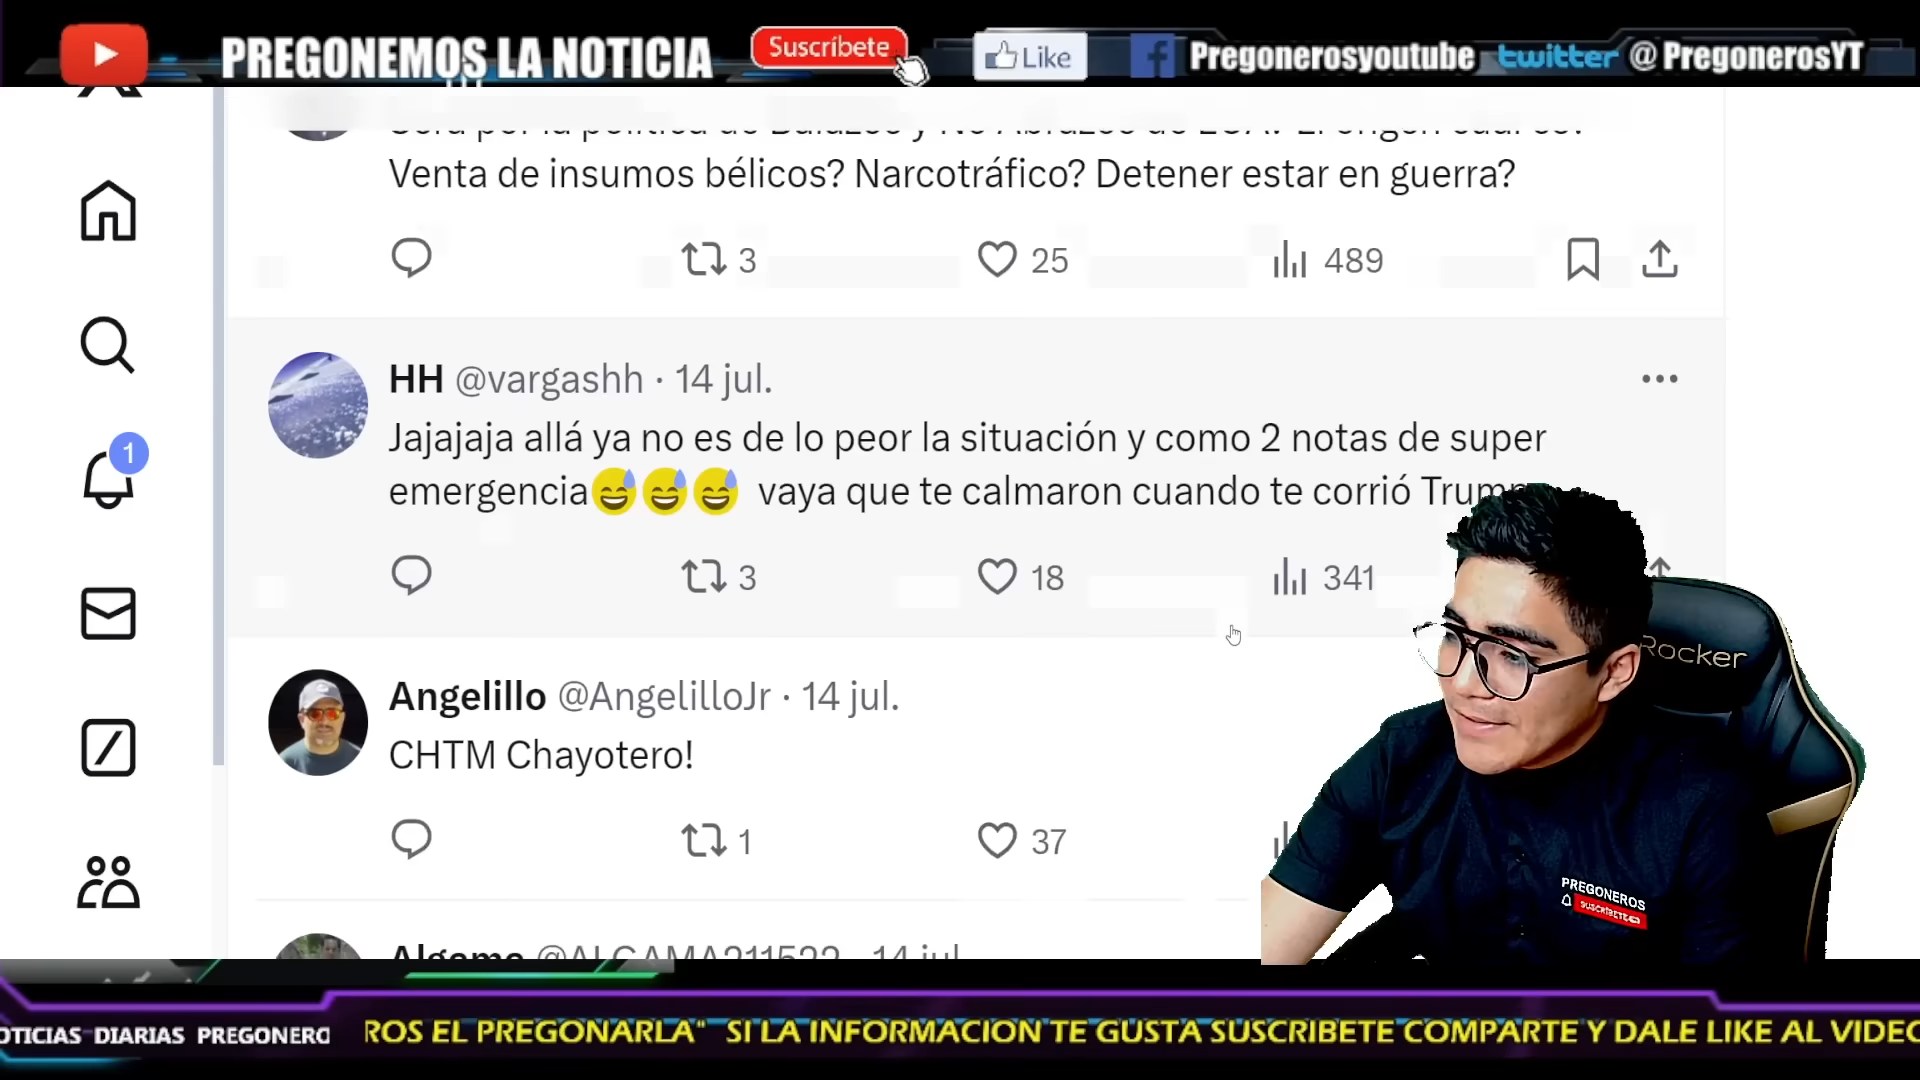 PREGONEMOS LA NOTICIA
Suscríbete
Like
Pregonerosyoutube
twitter @PregonerosYT
Venta de insumos bélicos? Narcotráfico? Detener estar en guerra?
3
25
489
1
HH @vargashh · 14 jul.
Jajajaja allá ya no es de lo peor la situación y como 2 notas de super
emergencia😅😅😅 vaya que te calmaron cuando te corrió Trump
3
18
341
Rocker
Angelillo @AngelilloJr · 14 jul.
CHTM Chayotero!
1
37
PREGONEROS
SUSCRÍBETE
OTICIAS DIARIAS PREGONERO
ROS EL PREGONARLA" SI LA INFORMACION TE GUSTA SUSCRIBETE COMPARTE Y DALE LIKE AL VIDEO